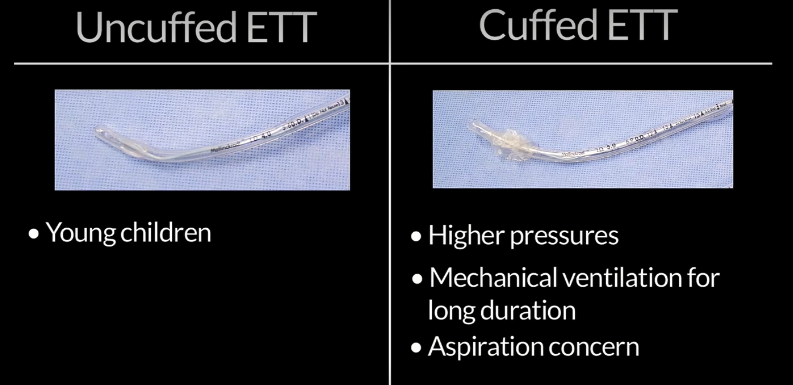 Uncuffed ETT
Cuffed ETT
• Young children
• Higher pressures
• Mechanical ventilation for
long duration
• Aspiration concern